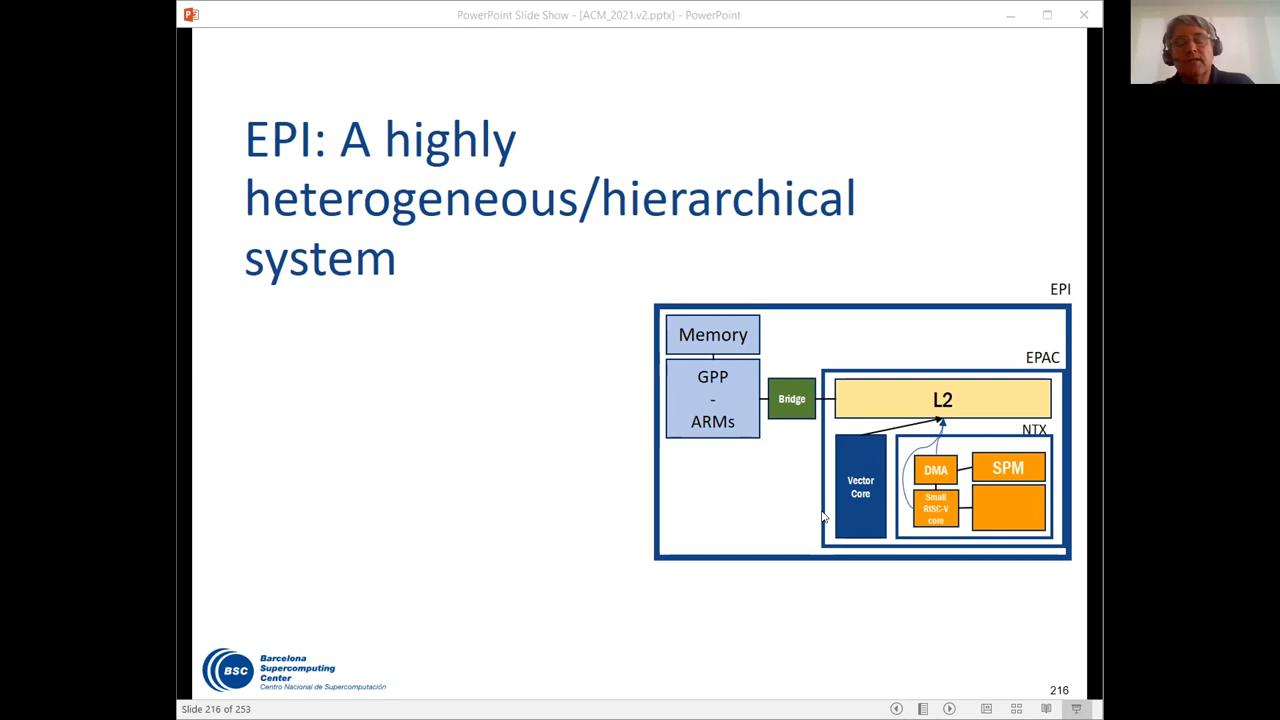 PowerPoint Slide Show - [ACM_2021.v2.pptx] - PowerPoint
EPI: A highly
heterogeneous/hierarchical
system
EPI
Memory
EPAC
GPP
-
ARMs
Bridge
L2
NTX
Vector
Core
DMA
SPM
Small
RISC-V
core
BSC
Barcelona
Supercomputing
Center
Centro Nacional de Supercomputación
216
Slide 216 of 253